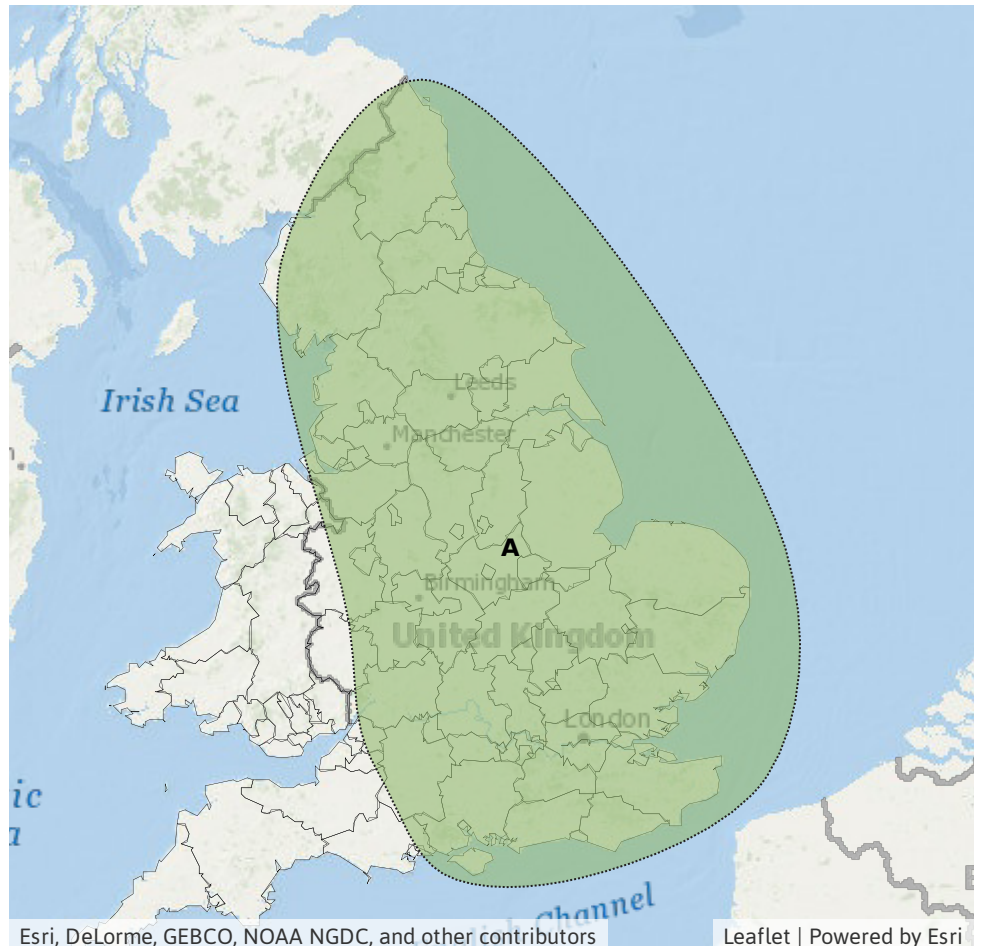 Irish Sea
Leeds
Manchester
A
Birmingham
United Kingdom
London
ic
a
Channel
Esri, DeLorme, GEBCO, NOAA NGDC, and other contributors
Leaflet | Powered by Esri